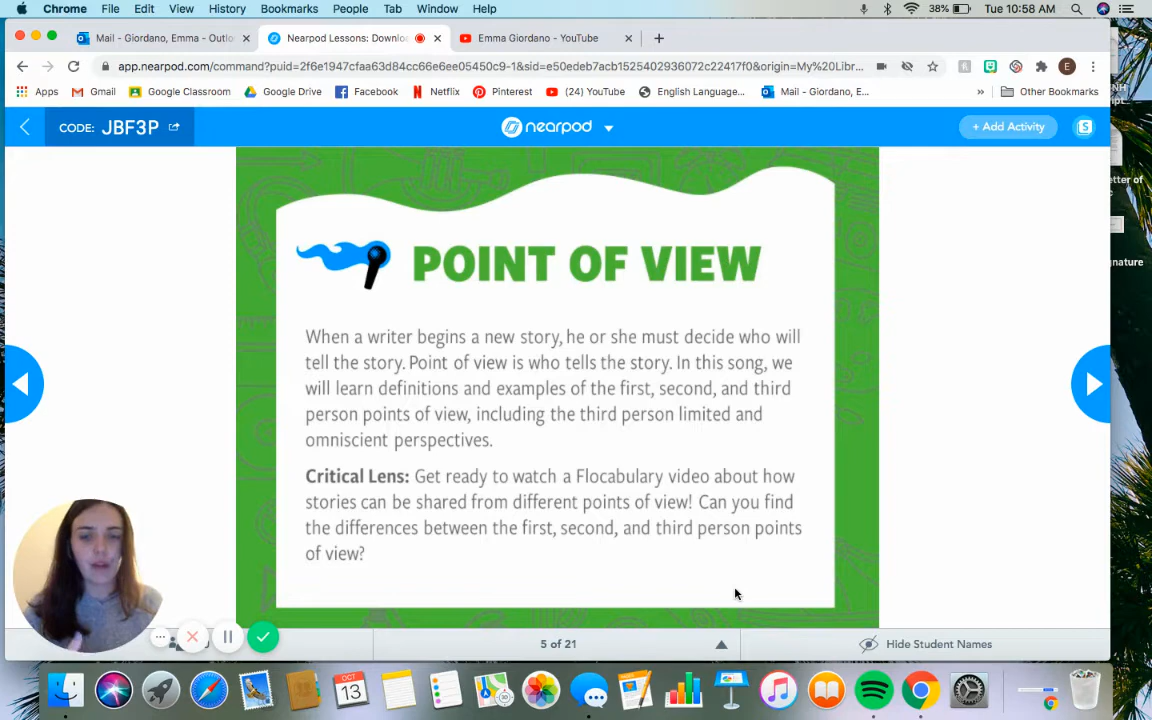 Chrome File Edit View History Bookmarks People Tab Window Help 38% Tue 10:58 AM
Mail - Giordano, Emma - Outlo Nearpod Lessons: Downlo Emma Giordano - YouTube
app.nearpod.com/command?puid=2f6e1947cfaa63d84cc66e6ee05450c9-1&sid=e50edeb7acb1525402936072c22417f0&origin=My%20Libr...
Apps Gmail Google Classroom Google Drive Facebook Netflix Pinterest (24) YouTube English Language... Mail - Giordano, E... » Other Bookmarks
CODE: JBF3P nearpod + Add Activity S
POINT OF VIEW
When a writer begins a new story, he or she must decide who will
tell the story. Point of view is who tells the story. In this song, we
will learn definitions and examples of the first, second, and third
person points of view, including the third person limited and
omniscient perspectives.
Critical Lens: Get ready to watch a Flocabulary video about how
stories can be shared from different points of view! Can you find
the differences between the first, second, and third person points
of view?
5 of 21 Hide Student Names
OCT
13